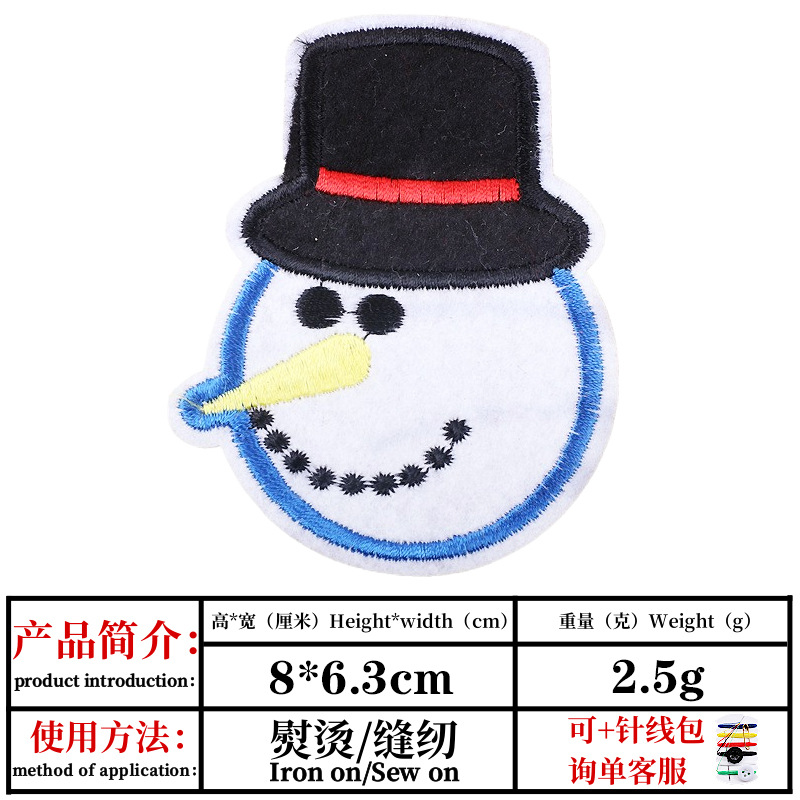 产品简介：
product introduction：
高*宽（厘米）Height*width（cm）
重量（克）Weight（g）
8*6.3cm
2.5g
使用方法：
method of application：
熨烫/缝纫
Iron on/Sew on
可+针线包
询单客服